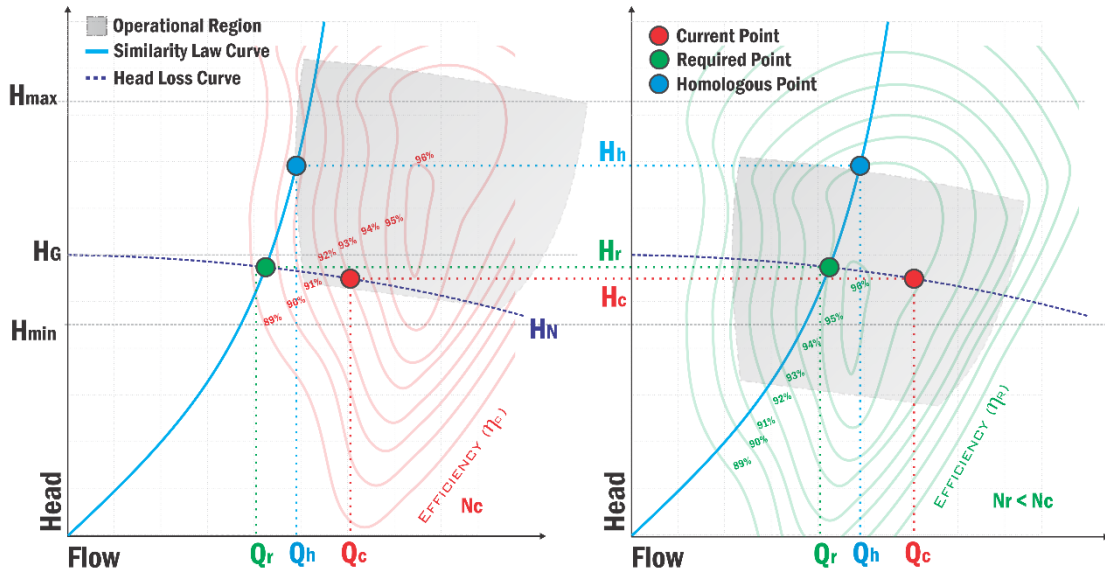 Operational Region
Similarity Law Curve
Head Loss Curve
Hmax
HG
Hmin
Head
Flow
96%
95%
94%
93%
92%
91%
90%
89%
HN
Efficiency (ηc)
Nc
Qr
Qh
Qc
Hh
Hr
Hc
Current Point
Required Point
Homologous Point
96%
95%
94%
93%
92%
91%
90%
89%
Efficiency (ηR)
Nr < Nc
Head
Flow
Qr
Qh
Qc